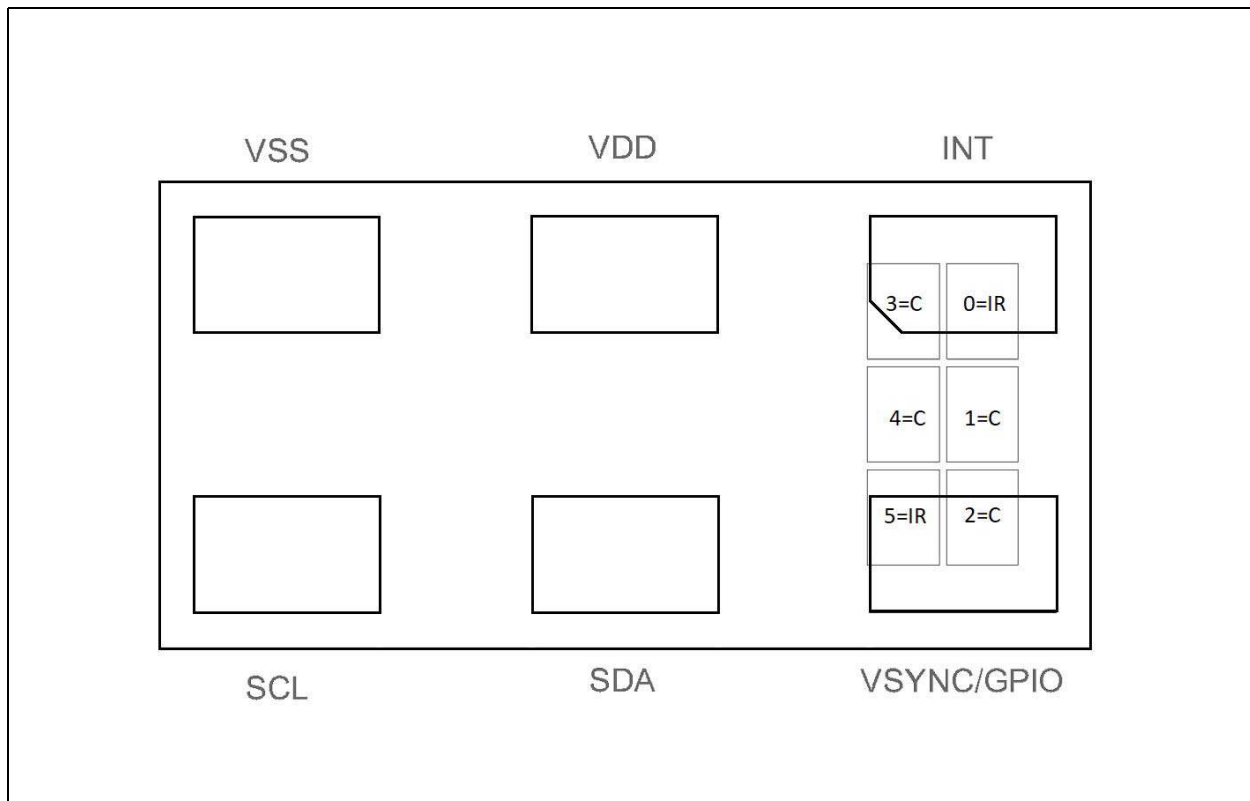 VSS VDD INT
3=C 0=IR
4=C 1=C
5=IR 2=C
SCL SDA VSYNC/GPIO